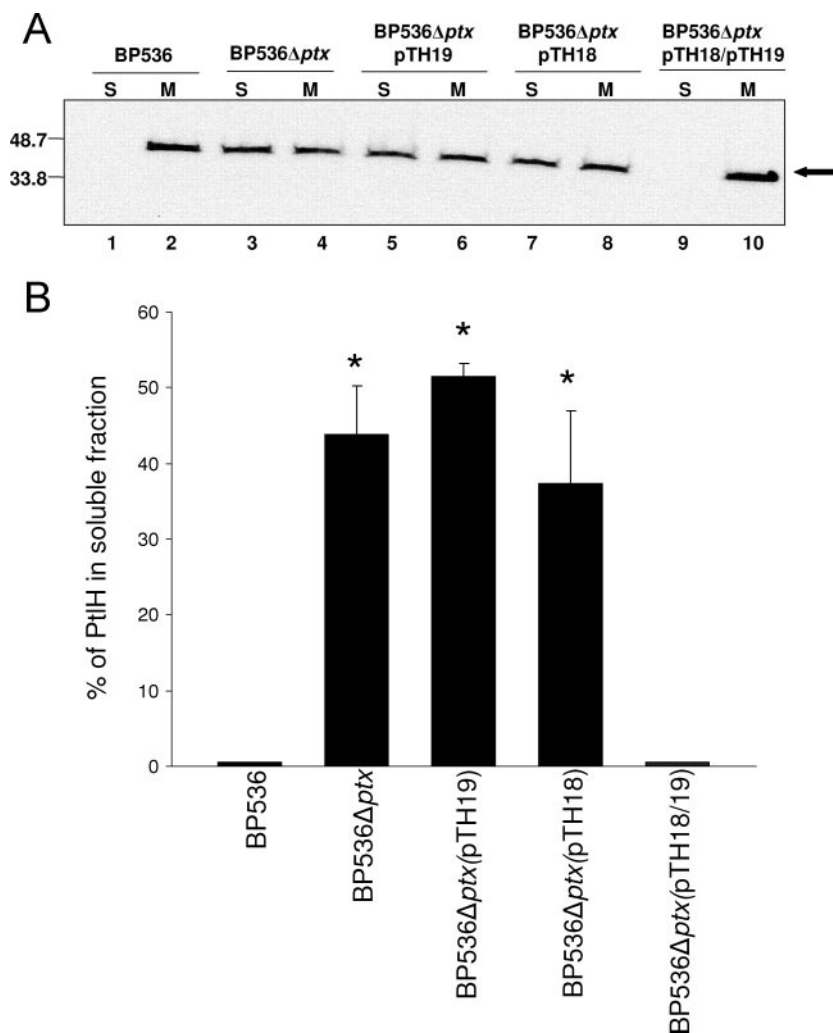 A
BP536
BP536Δptx
BP536Δptx
pTH19
BP536Δptx
pTH18
BP536Δptx
pTH18/pTH19
S M S M S M S M S M
48.7
33.8
1 2 3 4 5 6 7 8 9 10
B
% of PtlH in soluble fraction
60
50
40
30
20
10
0
* * *
BP536
BP536Δptx
BP536Δptx(pTH19)
BP536Δptx(pTH18)
BP536Δptx(pTH18/19)